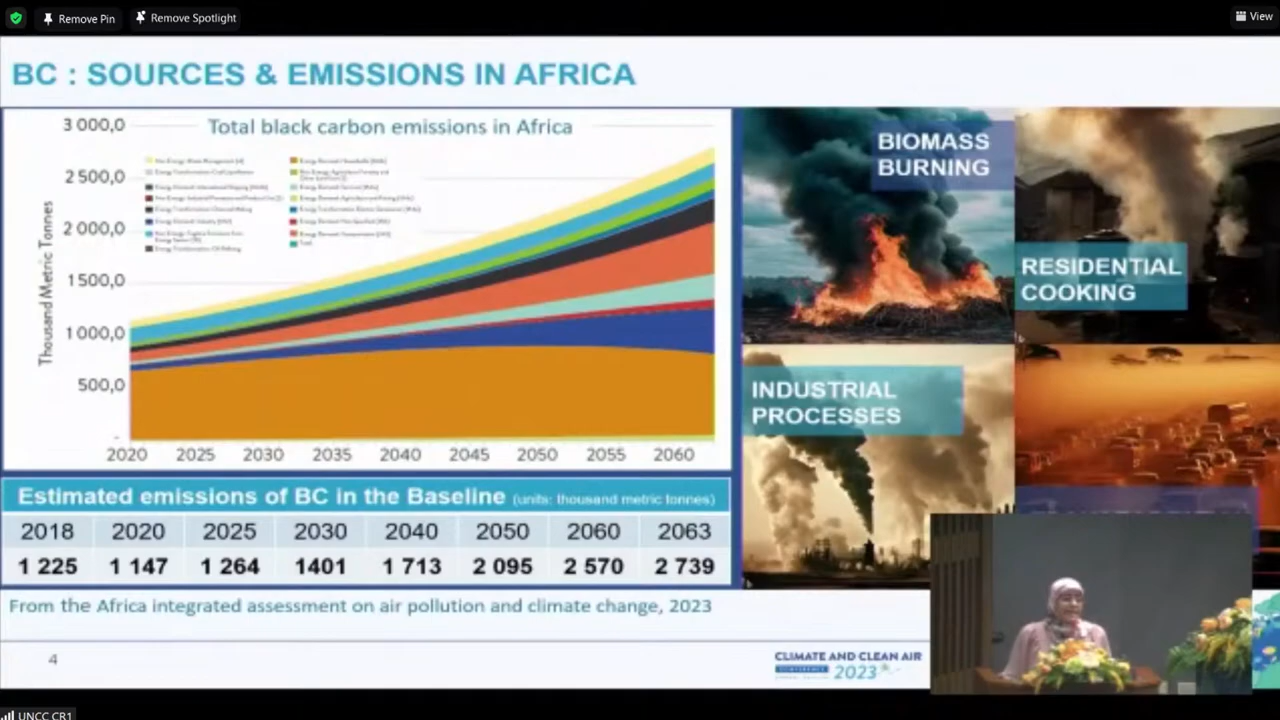 Remove Pin
Remove Spotlight
View
BC : SOURCES & EMISSIONS IN AFRICA
Total black carbon emissions in Africa
Thousand Metric Tonnes
3 000,0
2 500,0
2 000,0
1500,0
1 000,0
500,0
-
2020 2025 2030 2035 2040 2045 2050 2055 2060
BIOMASS
BURNING
RESIDENTIAL
COOKING
INDUSTRIAL
PROCESSES
Estimated emissions of BC in the Baseline (units: thousand metric tonnes)
2018 2020 2025 2030 2040 2050 2060 2063
1 225 1 147 1 264 1401 1 713 2 095 2 570 2 739
From the Africa integrated assessment on air pollution and climate change, 2023
4
CLIMATE AND CLEAN AIR
CONFERENCE 2023
UNCC CR1